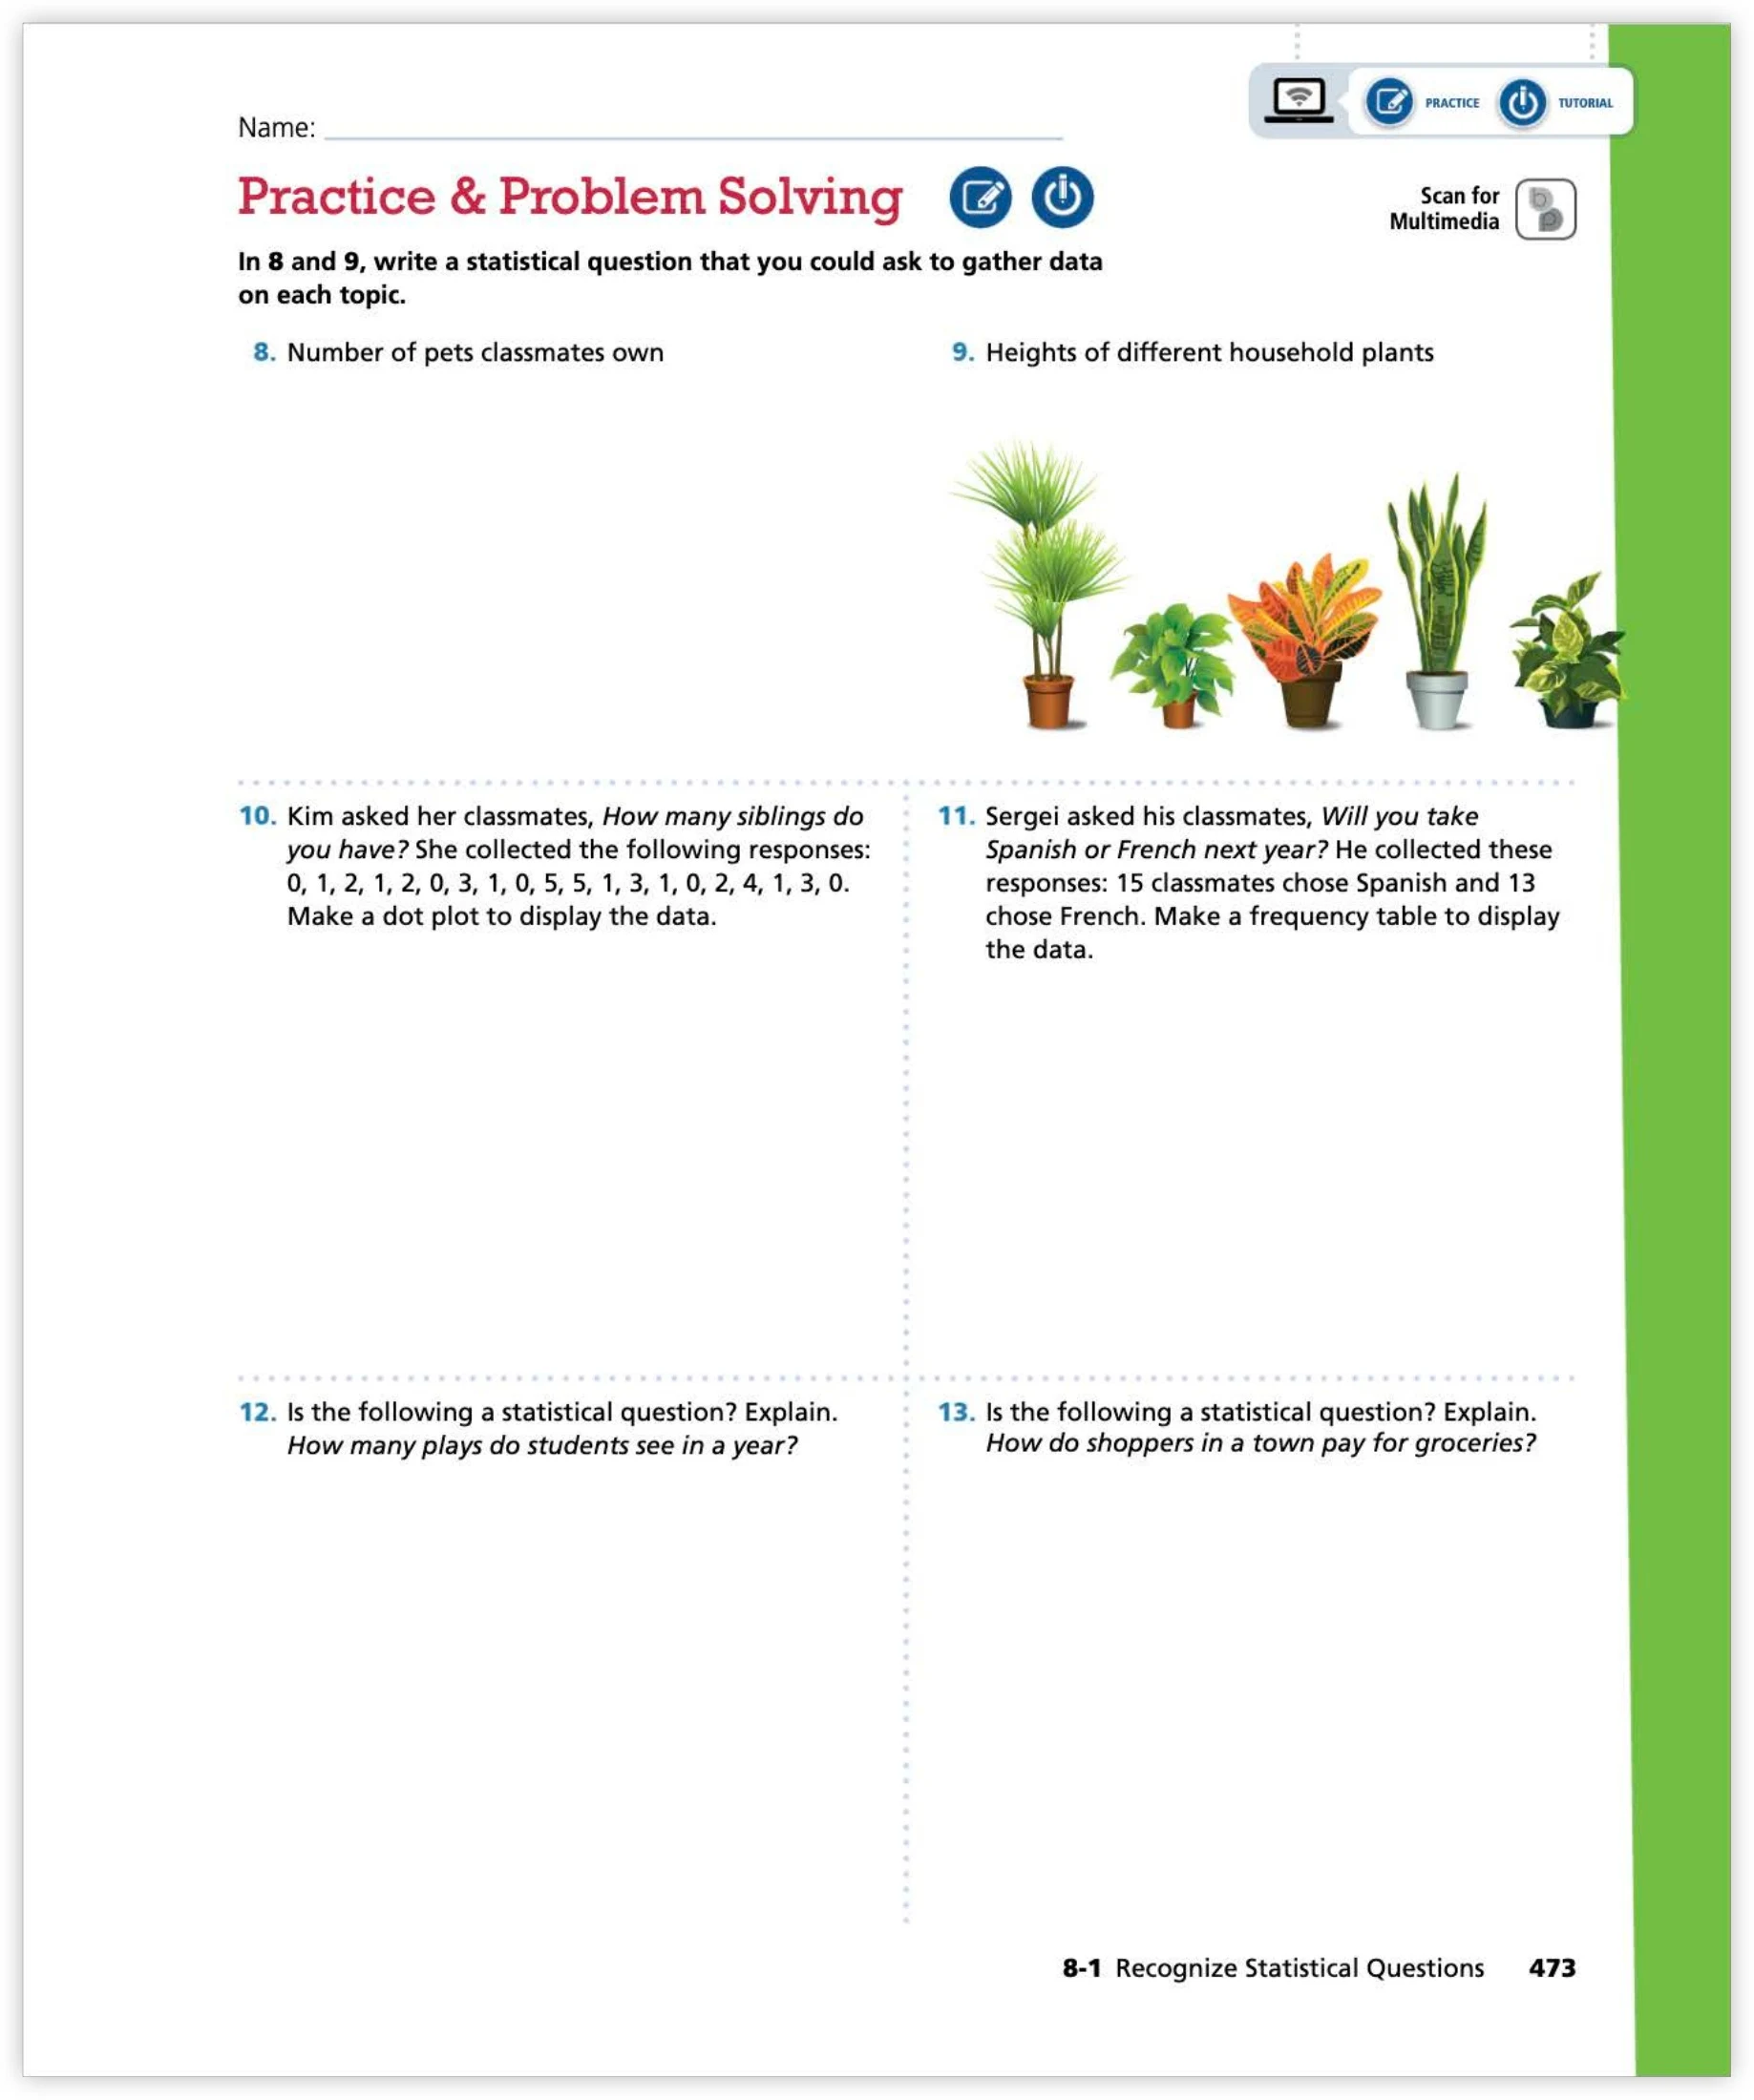 PRACTICE
TUTORIAL
Name:
Practice & Problem Solving
Scan for
Multimedia
In 8 and 9, write a statistical question that you could ask to gather data
on each topic.
8. Number of pets classmates own
9. Heights of different household plants
10. Kim asked her classmates, How many siblings do
you have? She collected the following responses:
0, 1, 2, 1, 2, 0, 3, 1, 0, 5, 5, 1, 3, 1, 0, 2, 4, 1, 3, 0.
Make a dot plot to display the data.
11. Sergei asked his classmates, Will you take
Spanish or French next year? He collected these
responses: 15 classmates chose Spanish and 13
chose French. Make a frequency table to display
the data.
12. Is the following a statistical question? Explain.
How many plays do students see in a year?
13. Is the following a statistical question? Explain.
How do shoppers in a town pay for groceries?
8-1 Recognize Statistical Questions 473